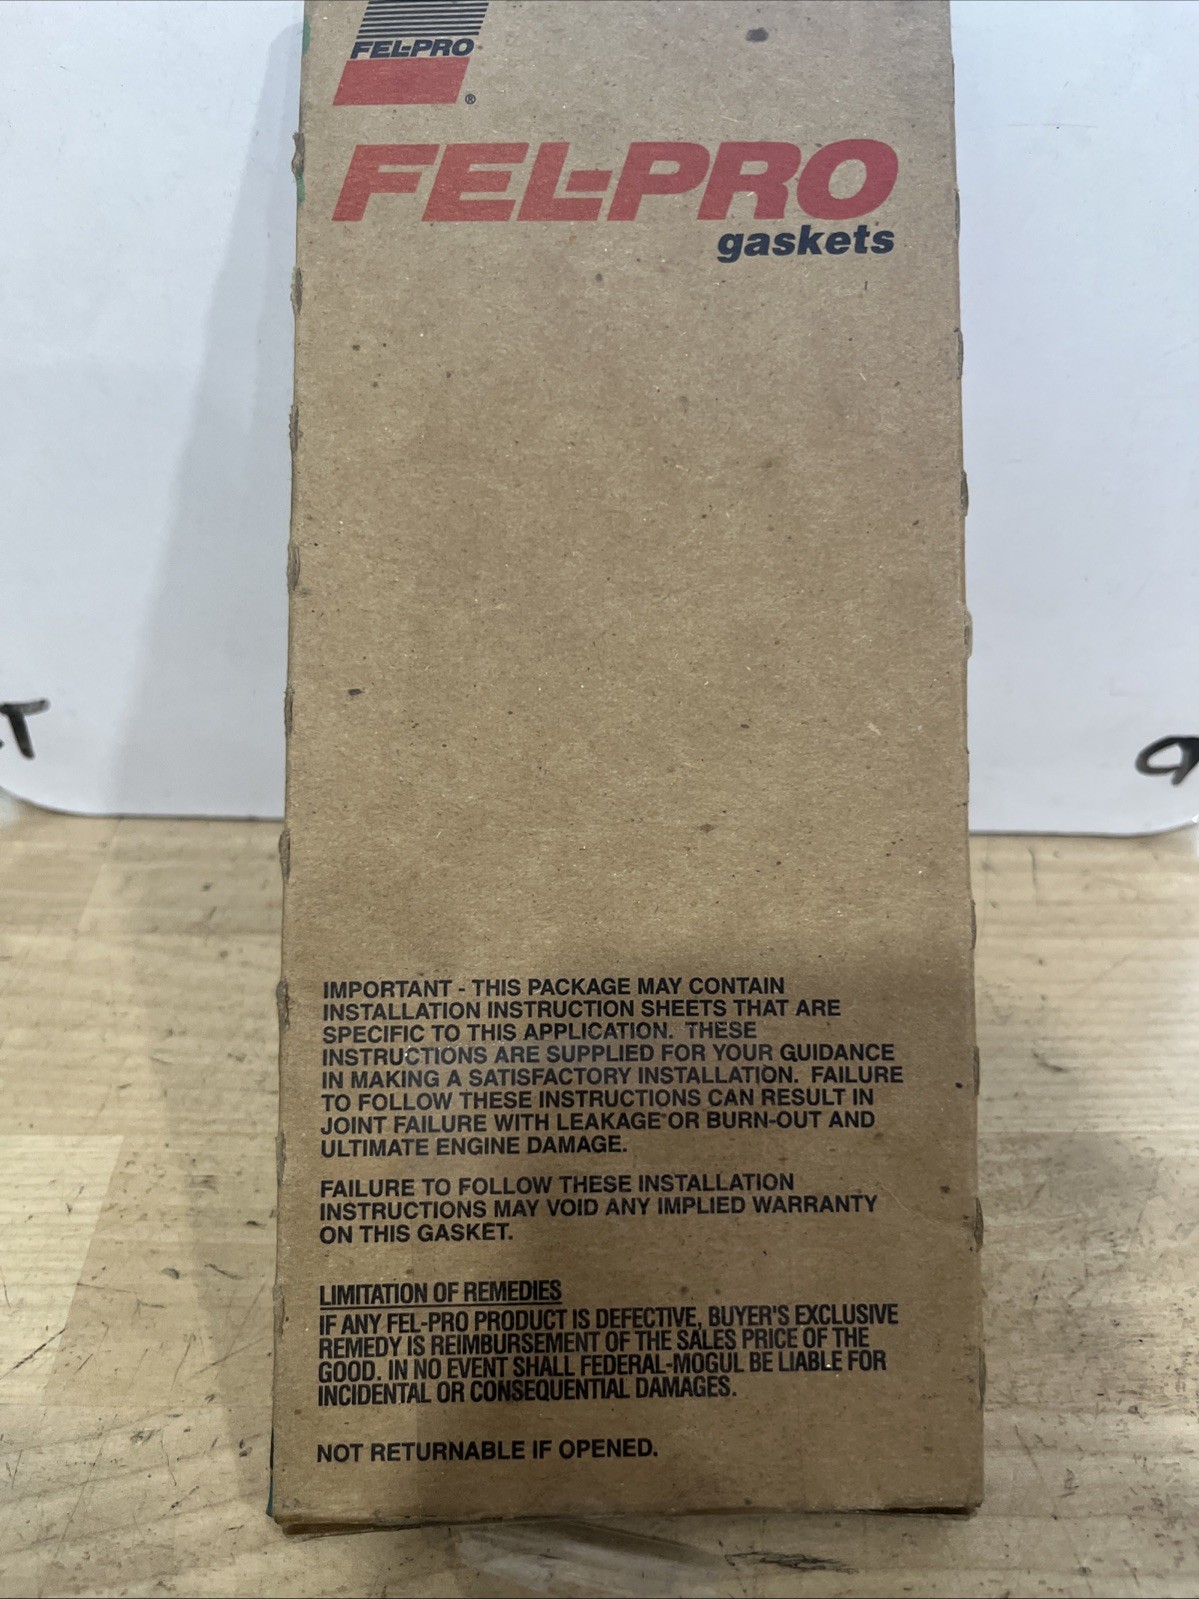 FEL-PRO
®
FEL-PRO
gaskets
IMPORTANT - THIS PACKAGE MAY CONTAIN
INSTALLATION INSTRUCTION SHEETS THAT ARE
SPECIFIC TO THIS APPLICATION. THESE
INSTRUCTIONS ARE SUPPLIED FOR YOUR GUIDANCE
IN MAKING A SATISFACTORY INSTALLATION. FAILURE
TO FOLLOW THESE INSTRUCTIONS CAN RESULT IN
JOINT FAILURE WITH LEAKAGE OR BURN-OUT AND
ULTIMATE ENGINE DAMAGE.
FAILURE TO FOLLOW THESE INSTALLATION
INSTRUCTIONS MAY VOID ANY IMPLIED WARRANTY
ON THIS GASKET.
LIMITATION OF REMEDIES
IF ANY FEL-PRO PRODUCT IS DEFECTIVE, BUYER'S EXCLUSIVE
REMEDY IS REIMBURSEMENT OF THE SALES PRICE OF THE
GOOD. IN NO EVENT SHALL FEDERAL-MOGUL BE LIABLE FOR
INCIDENTAL OR CONSEQUENTIAL DAMAGES.
NOT RETURNABLE IF OPENED.